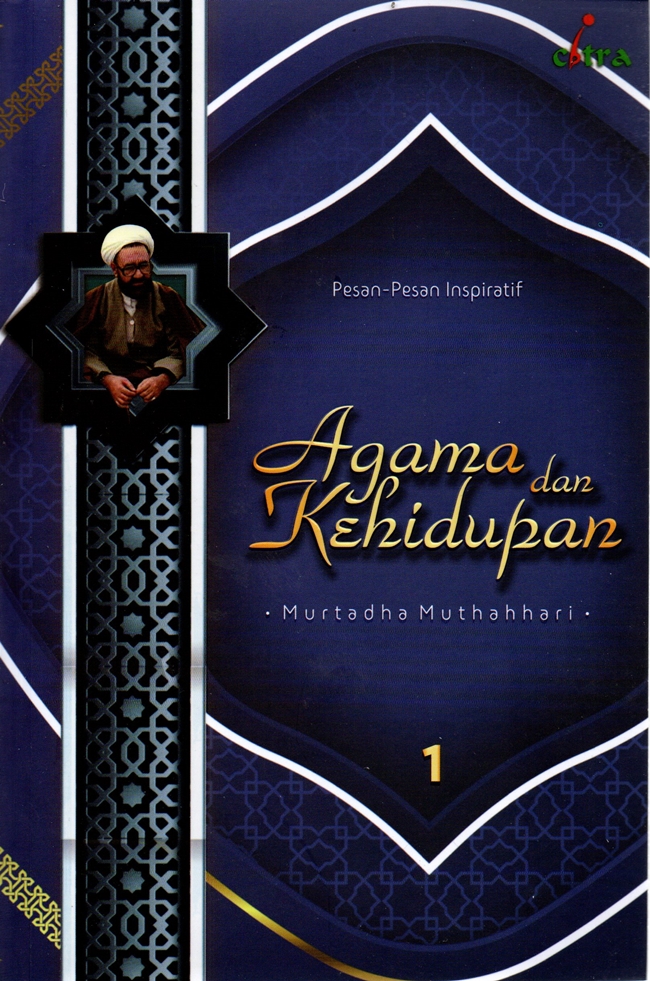 citra
Pesan-Pesan Inspiratif
Agama dan
Kehidupan
• Murtadha Muthahhari •
1